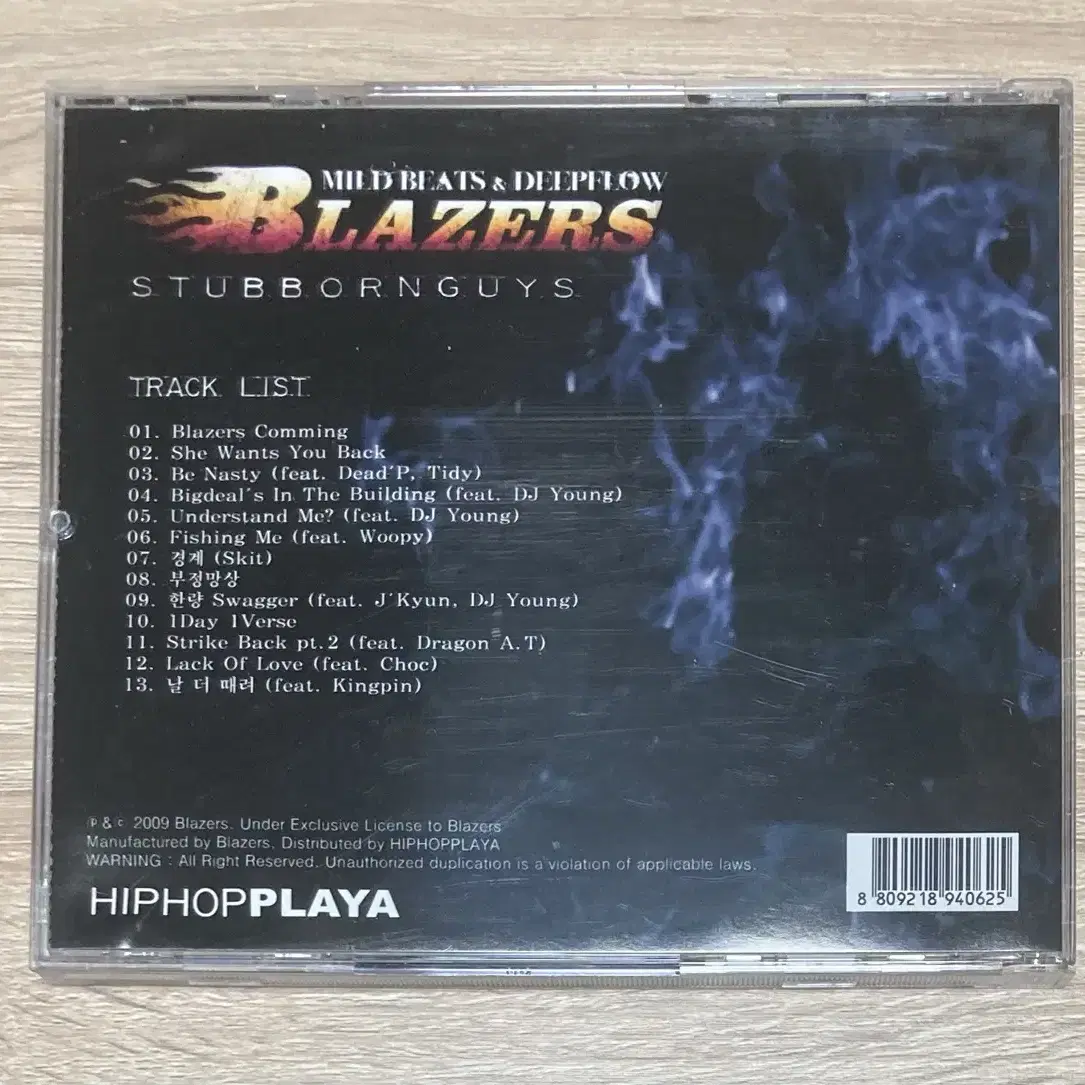 MILD BEATS & DEEPFLOW
BLAZERS
STUBBORNGUYS
TRACK LIST
01. Blazers Comming
02. She Wants You Back
03. Be Nasty (feat. Dead'P, Tidy)
04. Bigdeal's In The Building (feat. DJ Young)
05. Understand Me? (feat. DJ Young)
06. Fishing Me (feat. Woopy)
07. 경계 (Skit)
08. 부정망상
09. 한량 Swagger (feat. J'Kyun, DJ Young)
10. 1Day 1Verse
11. Strike Back pt.2 (feat. Dragon A.T)
12. Lack Of Love (feat. Choc)
13. 날 더 때려 (feat. Kingpin)
℗ & © 2009 Blazers. Under Exclusive License to Blazers
Manufactured by Blazers. Distributed by HIPHOPPLAYA
WARNING : All Right Reserved. Unauthorized duplication is a violation of applicable laws.
HIPHOPPLAYA
8 809218 940625